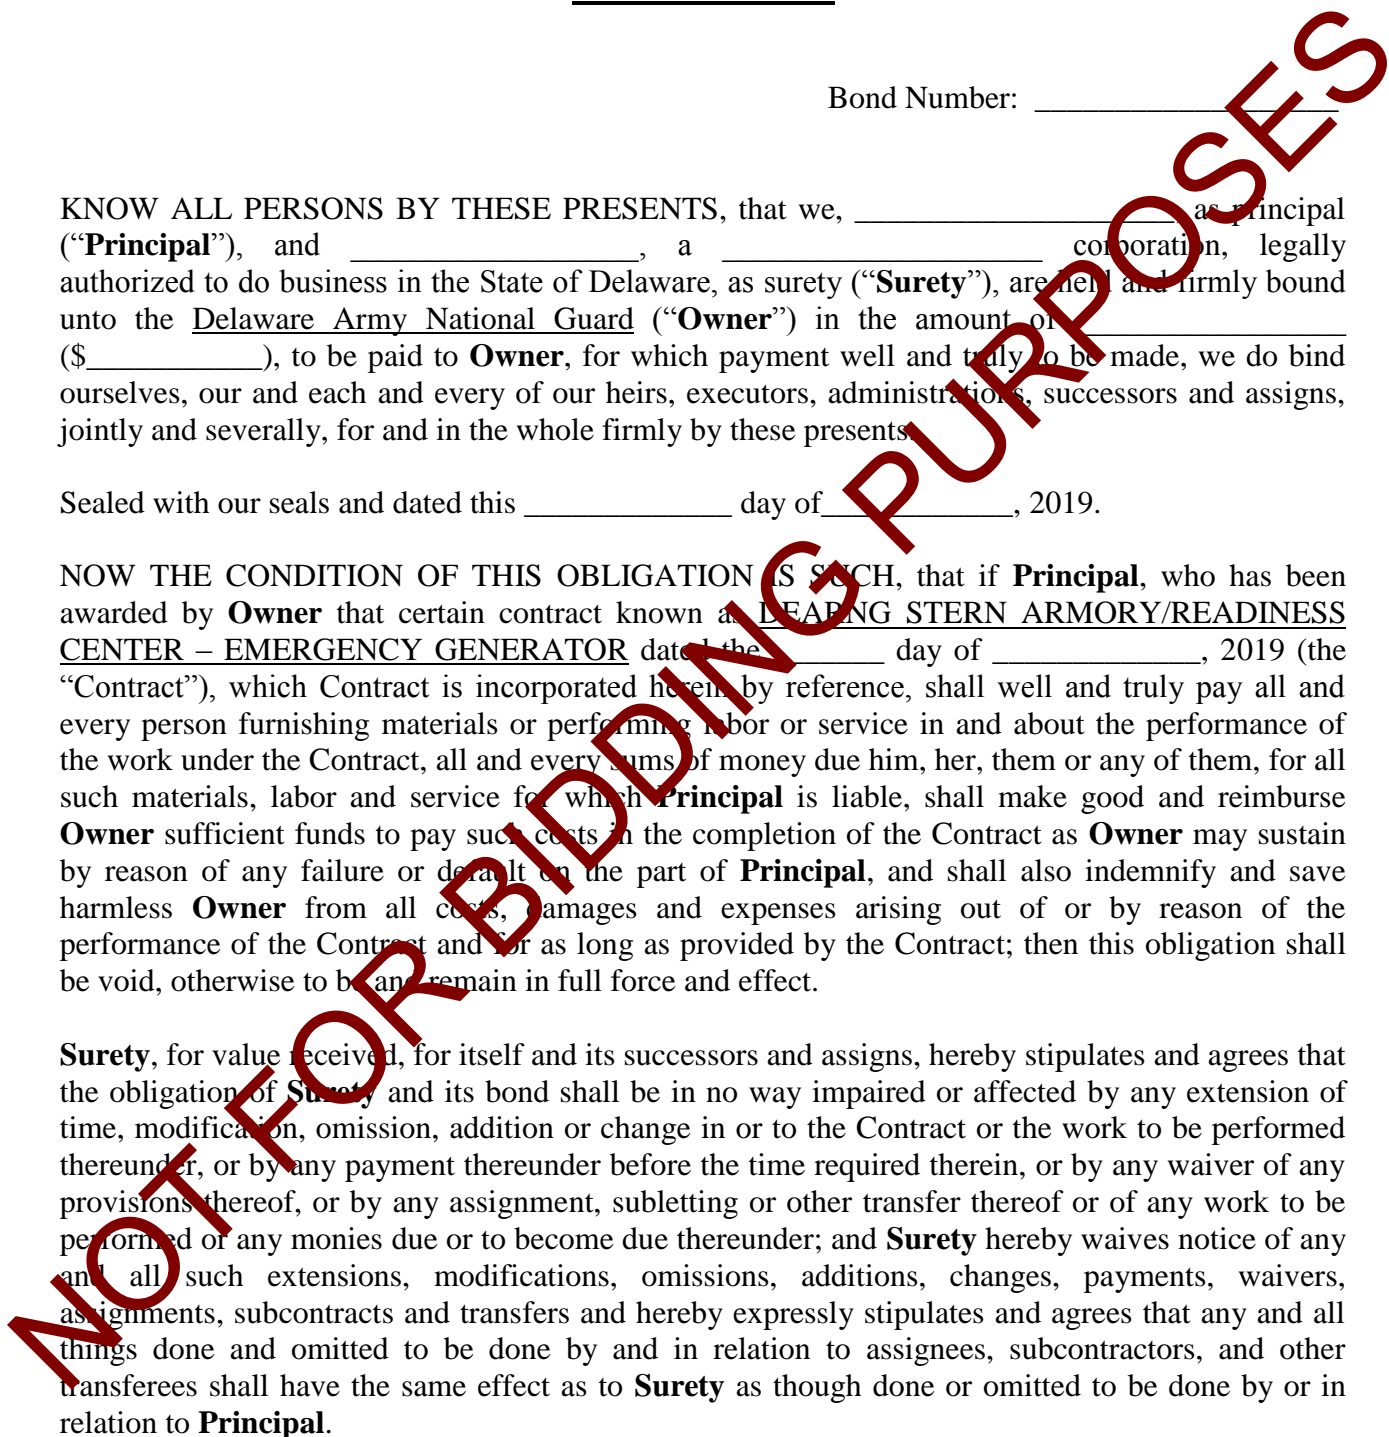 Bond Number: ___________________
KNOW ALL PERSONS BY THESE PRESENTS, that we, ____________________, as principal
(“Principal”), and __________________, a ____________________ corporation, legally
authorized to do business in the State of Delaware, as surety (“Surety”), are held and firmly bound
unto the Delaware Army National Guard (“Owner”) in the amount of _________________
($___________), to be paid to Owner, for which payment well and truly to be made, we do bind
ourselves, our and each and every of our heirs, executors, administrations, successors and assigns,
jointly and severally, for and in the whole firmly by these presents.
Sealed with our seals and dated this _____________ day of____________, 2019.
NOW THE CONDITION OF THIS OBLIGATION IS SUCH, that if Principal, who has been
awarded by Owner that certain contract known as DEARNG STERN ARMORY/READINESS
CENTER – EMERGENCY GENERATOR dated the ________ day of _____________, 2019 (the
“Contract”), which Contract is incorporated herein by reference, shall well and truly pay all and
every person furnishing materials or performing labor or service in and about the performance of
the work under the Contract, all and every sums of money due him, her, them or any of them, for all
such materials, labor and service for which Principal is liable, shall make good and reimburse
Owner sufficient funds to pay such costs in the completion of the Contract as Owner may sustain
by reason of any failure or default on the part of Principal, and shall also indemnify and save
harmless Owner from all costs, damages and expenses arising out of or by reason of the
performance of the Contract and for as long as provided by the Contract; then this obligation shall
be void, otherwise to be and remain in full force and effect.
Surety, for value received, for itself and its successors and assigns, hereby stipulates and agrees that
the obligation of Surety and its bond shall be in no way impaired or affected by any extension of
time, modification, omission, addition or change in or to the Contract or the work to be performed
thereunder, or by any payment thereunder before the time required therein, or by any waiver of any
provisions thereof, or by any assignment, subletting or other transfer thereof or of any work to be
performed or any monies due or to become due thereunder; and Surety hereby waives notice of any
and all such extensions, modifications, omissions, additions, changes, payments, waivers,
assignments, subcontracts and transfers and hereby expressly stipulates and agrees that any and all
things done and omitted to be done by and in relation to assignees, subcontractors, and other
transferees shall have the same effect as to Surety as though done or omitted to be done by or in
relation to Principal.
NOT FOR BIDDING PURPOSES